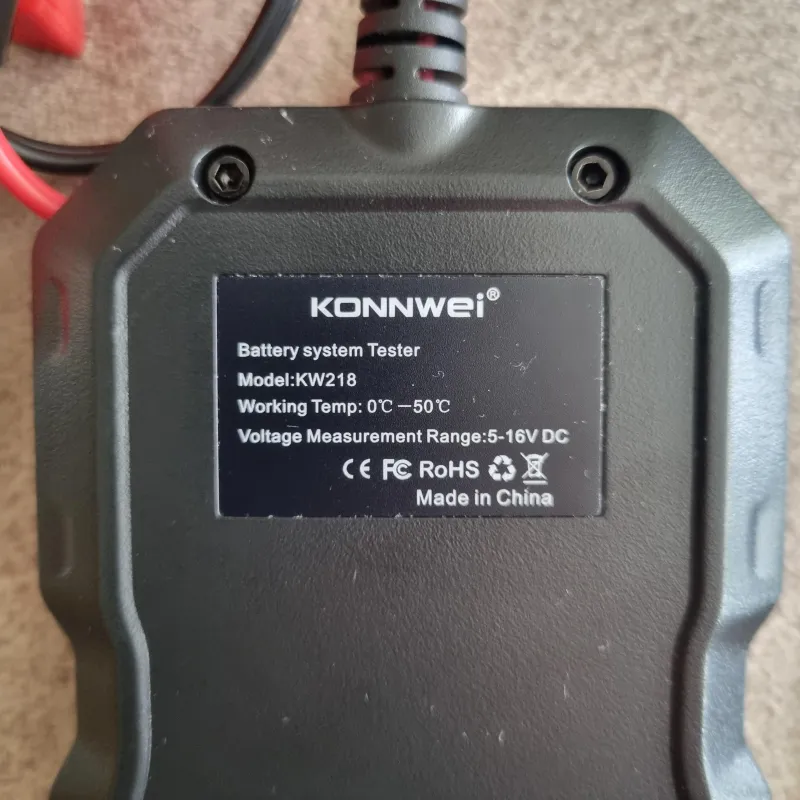 KONNWEi®
Battery system Tester
Model:KW218
Working Temp: 0℃ —50℃
Voltage Measurement Range:5-16V DC
CE FC RoHS
Made in China